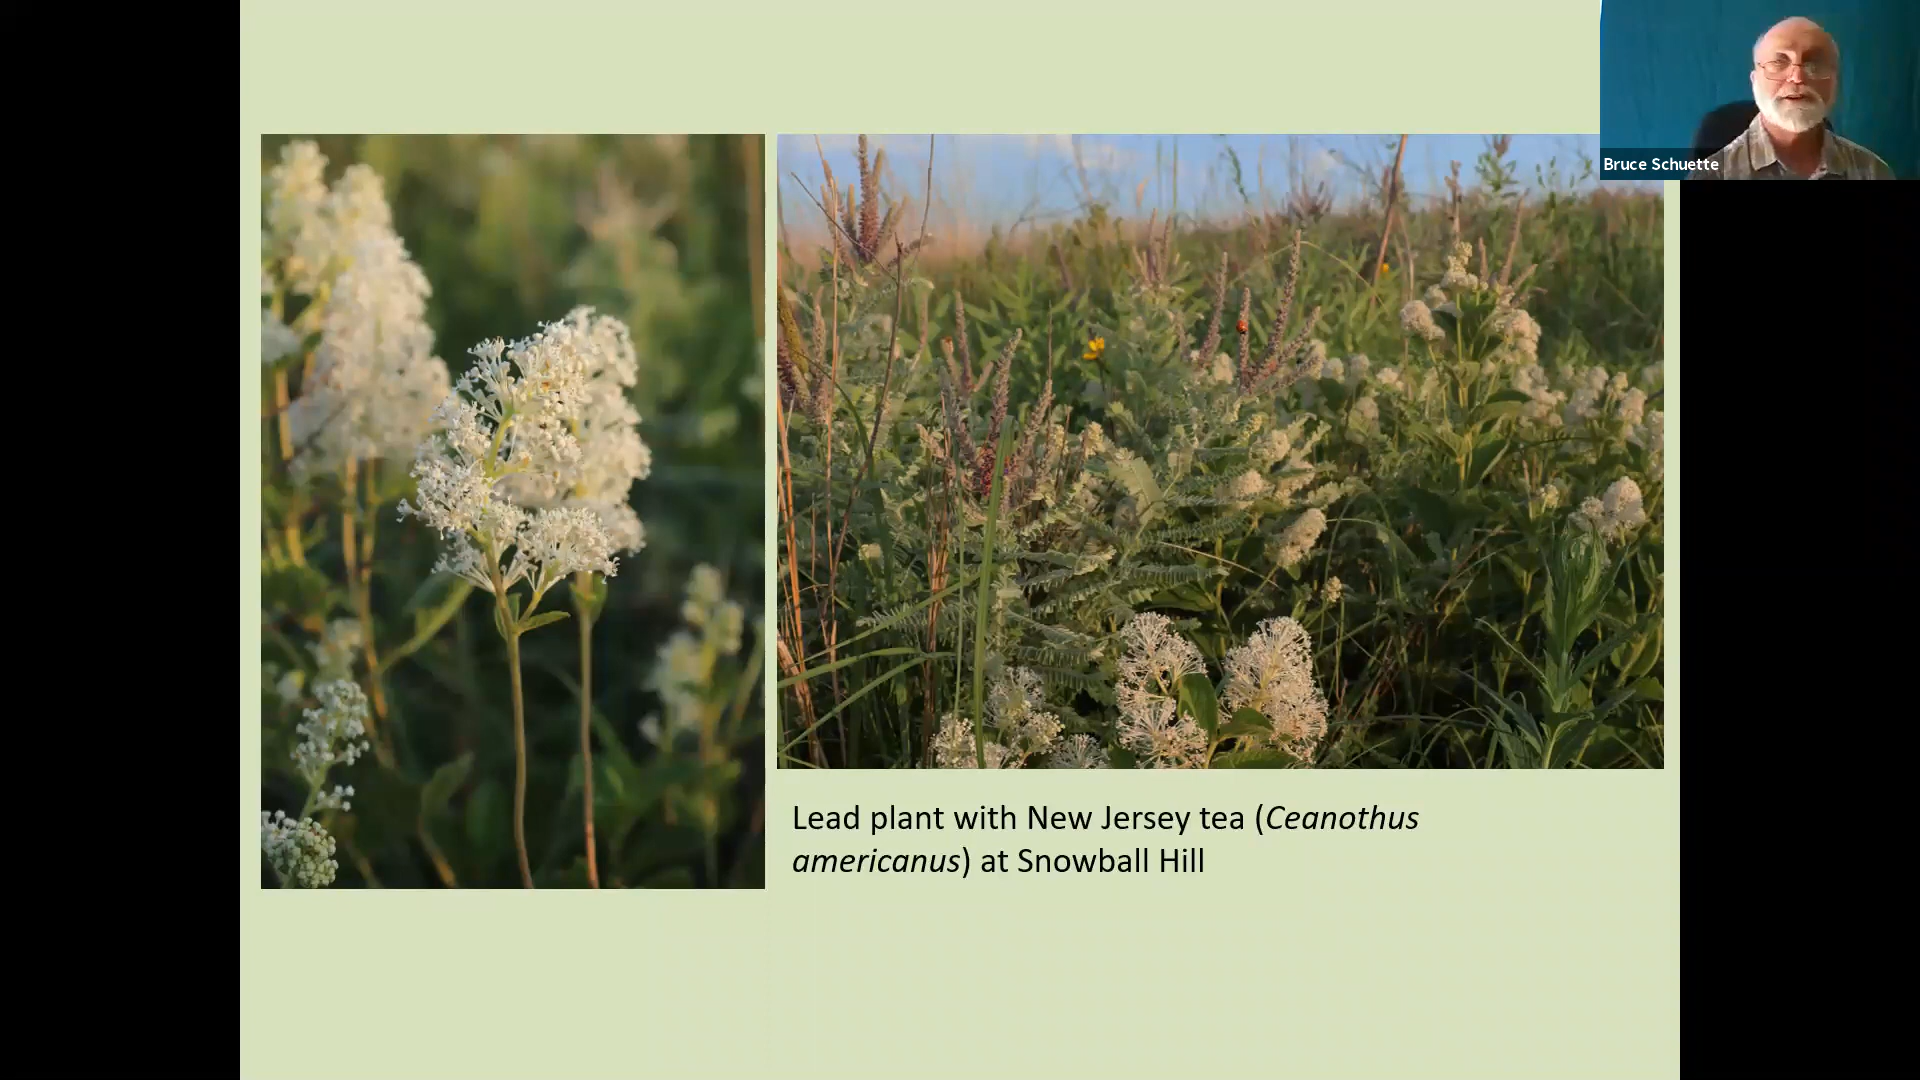 Bruce Schuette
Lead plant with New Jersey tea (Ceanothus
americanus) at Snowball Hill